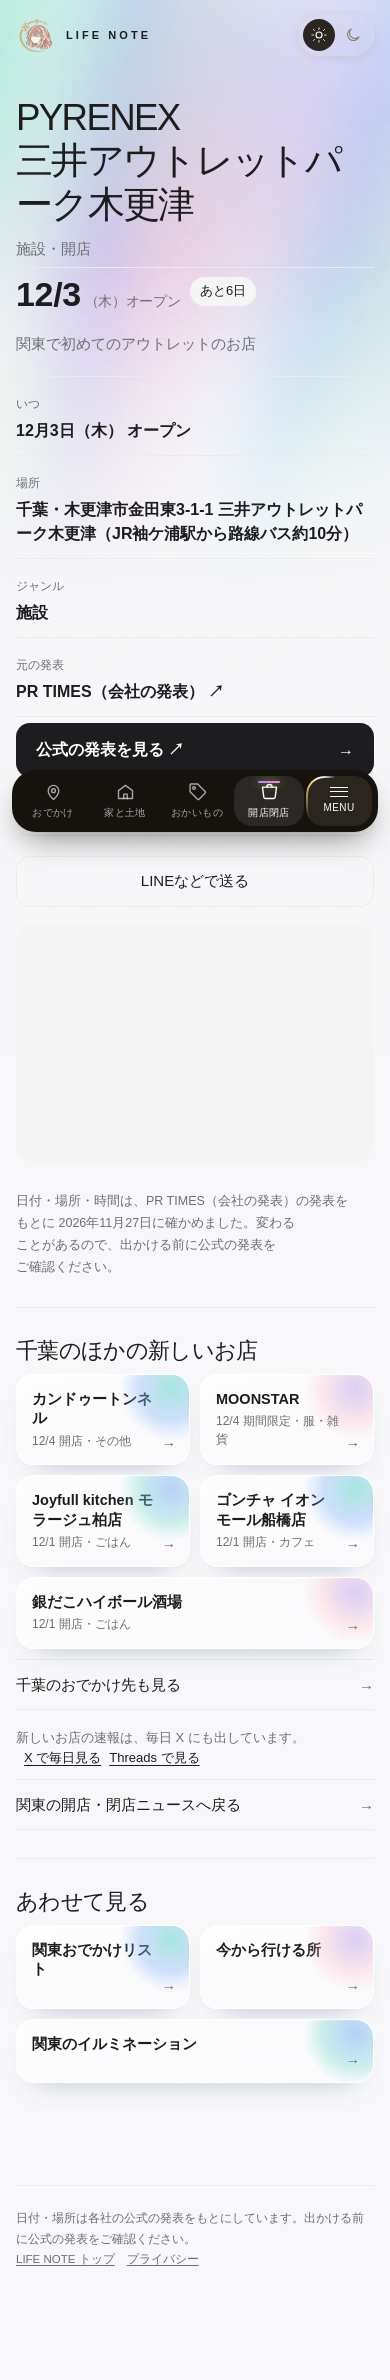 LIFE NOTE
PYRENEX
三井アウトレットパ
ーク木更津
施設・開店
12/3 （木）オープン あと6日
関東で初めてのアウトレットのお店
いつ
12月3日（木） オープン
場所
千葉・木更津市金田東3-1-1 三井アウトレットパ
ーク木更津（JR袖ケ浦駅から路線バス約10分）
ジャンル
施設
元の発表
PR TIMES（会社の発表） ↗
公式の発表を見る ↗ →
おでかけ 家と土地 おかいもの 開店閉店 MENU
LINEなどで送る
日付・場所・時間は、PR TIMES（会社の発表）の発表を
もとに 2026年11月27日に確かめました。変わる
ことがあるので、出かける前に公式の発表を
ご確認ください。
千葉のほかの新しいお店
カンドゥートンネ
ル
12/4 開店・その他 →
MOONSTAR
12/4 期間限定・服・雑
貨 →
Joyfull kitchen モ
ラージュ柏店
12/1 開店・ごはん →
ゴンチャ イオン
モール船橋店
12/1 開店・カフェ →
銀だこハイボール酒場
12/1 開店・ごはん →
千葉のおでかけ先も見る →
新しいお店の速報は、毎日 X にも出しています。
X で毎日見る Threads で見る
関東の開店・閉店ニュースへ戻る →
あわせて見る
関東おでかけリス
ト →
今から行ける所 →
関東のイルミネーション →
日付・場所は各社の公式の発表をもとにしています。出かける前
に公式の発表をご確認ください。
LIFE NOTE トップ プライバシー